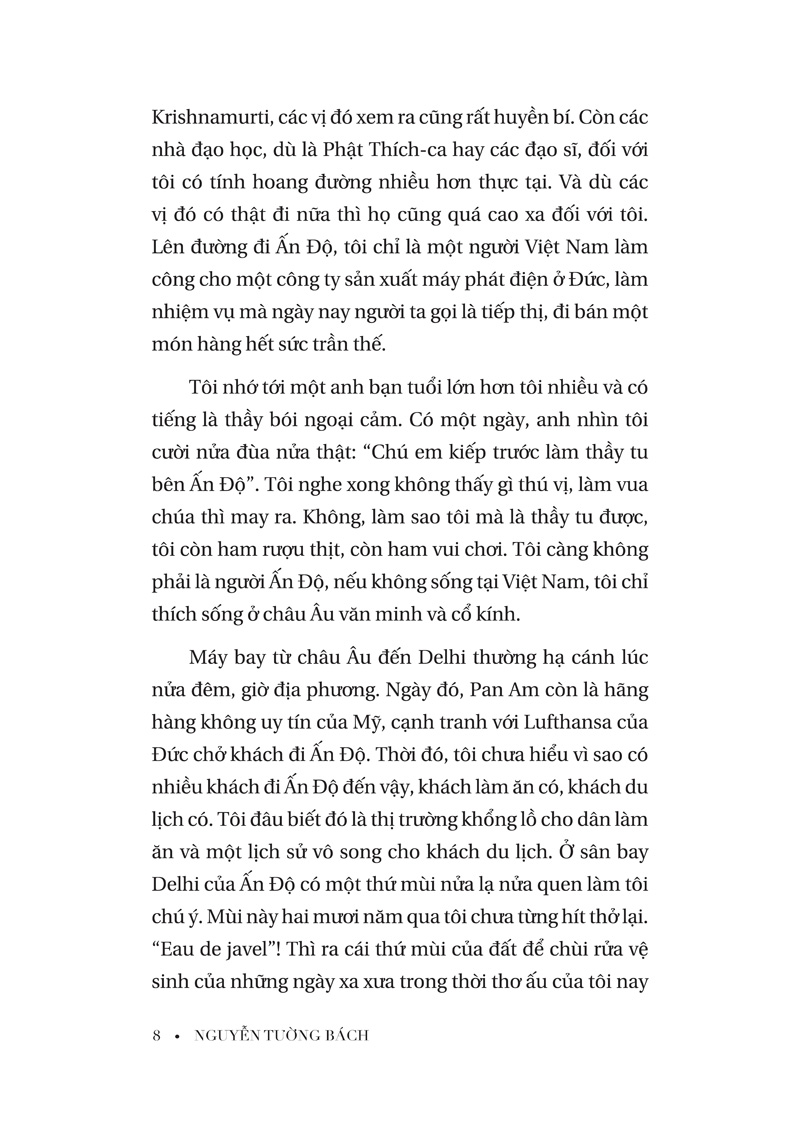 Krishnamurti, các vị đó xem ra cũng rất huyền bí. Còn các
nhà đạo học, dù là Phật Thích-ca hay các đạo sĩ, đối với
tôi có tính hoang đường nhiều hơn thực tại. Và dù các
vị đó có thật đi nữa thì họ cũng quá cao xa đối với tôi.
Lên đường đi Ấn Độ, tôi chỉ là một người Việt Nam làm
công cho một công ty sản xuất máy phát điện ở Đức, làm
nhiệm vụ mà ngày nay người ta gọi là tiếp thị, đi bán một
món hàng hết sức trần thế.
Tôi nhớ tới một anh bạn tuổi lớn hơn tôi nhiều và có
tiếng là thầy bói ngoại cảm. Có một ngày, anh nhìn tôi
cười nửa đùa nửa thật: “Chú em kiếp trước làm thầy tu
bên Ấn Độ”. Tôi nghe xong không thấy gì thú vị, làm vua
chúa thì may ra. Không, làm sao tôi mà là thầy tu được,
tôi còn ham rượu thịt, còn ham vui chơi. Tôi càng không
phải là người Ấn Độ, nếu không sống tại Việt Nam, tôi chỉ
thích sống ở châu Âu văn minh và cổ kính.
Máy bay từ châu Âu đến Delhi thường hạ cánh lúc
nửa đêm, giờ địa phương. Ngày đó, Pan Am còn là hãng
hàng không uy tín của Mỹ, cạnh tranh với Lufthansa của
Đức chở khách đi Ấn Độ. Thời đó, tôi chưa hiểu vì sao có
nhiều khách đi Ấn Độ đến vậy, khách làm ăn có, khách du
lịch có. Tôi đâu biết đó là thị trường khổng lồ cho dân làm
ăn và một lịch sử vô song cho khách du lịch. Ở sân bay
Delhi của Ấn Độ có một thứ mùi nửa lạ nửa quen làm tôi
chú ý. Mùi này hai mươi năm qua tôi chưa từng hít thở lại.
“Eau de javel”! Thì ra cái thứ mùi của đất để chùi rửa vệ
sinh của những ngày xa xưa trong thời thơ ấu của tôi nay
8 • NGUYỄN TƯỜNG BÁCH